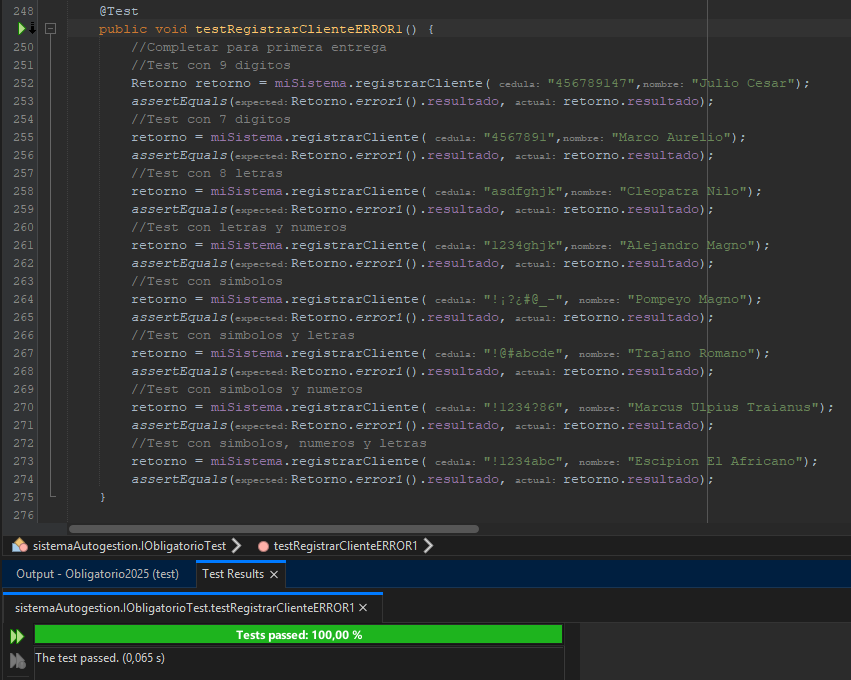 248 @Test
public void testRegistrarClienteERROR1() {
250 //Completar para primera entrega
251 //Test con 9 digitos
252 Retorno retorno = miSistema.registrarCliente( cedula: "456789147",nombre: "Julio Cesar");
253 assertEquals(expected:Retorno.error1().resultado, actual: retorno.resultado);
254 //Test con 7 digitos
255 retorno = miSistema.registrarCliente( cedula: "4567891",nombre: "Marco Aurelio");
256 assertEquals(expected:Retorno.error1().resultado, actual: retorno.resultado);
257 //Test con 8 letras
258 retorno = miSistema.registrarCliente( cedula: "asdfghjk",nombre: "Cleopatra Nilo");
259 assertEquals(expected:Retorno.error1().resultado, actual: retorno.resultado);
260 //Test con letras y numeros
261 retorno = miSistema.registrarCliente( cedula: "1234ghjk",nombre: "Alejandro Magno");
262 assertEquals(expected:Retorno.error1().resultado, actual: retorno.resultado);
263 //Test con simbolos
264 retorno = miSistema.registrarCliente( cedula: "!¡?¿#@_-", nombre: "Pompeyo Magno");
265 assertEquals(expected:Retorno.error1().resultado, actual: retorno.resultado);
266 //Test con simbolos y letras
267 retorno = miSistema.registrarCliente( cedula: "!@#abcde", nombre: "Trajano Romano");
268 assertEquals(expected:Retorno.error1().resultado, actual: retorno.resultado);
269 //Test con simbolos y numeros
270 retorno = miSistema.registrarCliente( cedula: "!1234?86", nombre: "Marcus Ulpius Traianus");
271 assertEquals(expected:Retorno.error1().resultado, actual: retorno.resultado);
272 //Test con simbolos, numeros y letras
273 retorno = miSistema.registrarCliente( cedula: "!1234abc", nombre: "Escipion El Africano");
274 assertEquals(expected:Retorno.error1().resultado, actual: retorno.resultado);
275 }
276
sistemaAutogestion.IObligatorioTest testRegistrarClienteERROR1
Output - Obligatorio2025 (test) Test Results
sistemaAutogestion.IObligatorioTest.testRegistrarClienteERROR1
Tests passed: 100,00 %
The test passed. (0,065 s)